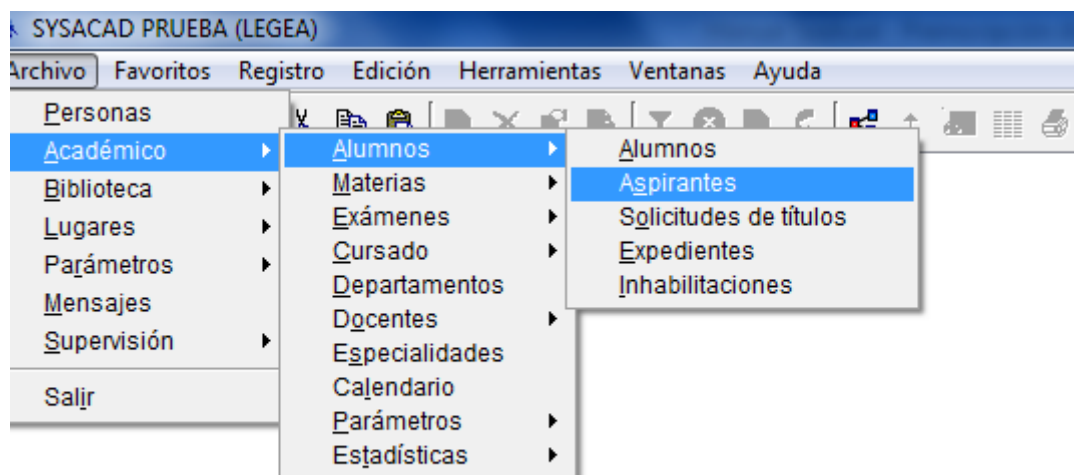 SYSACAD PRUEBA (LEGEA)
Archivo Favoritos Registro Edición Herramientas Ventanas Ayuda
Personas
Académico
Biblioteca
Lugares
Parámetros
Mensajes
Supervisión
Salir
Alumnos
Materias
Exámenes
Cursado
Departamentos
Docentes
Especialidades
Calendario
Parámetros
Estadísticas
Alumnos
Aspirantes
Solicitudes de títulos
Expedientes
Inhabilitaciones